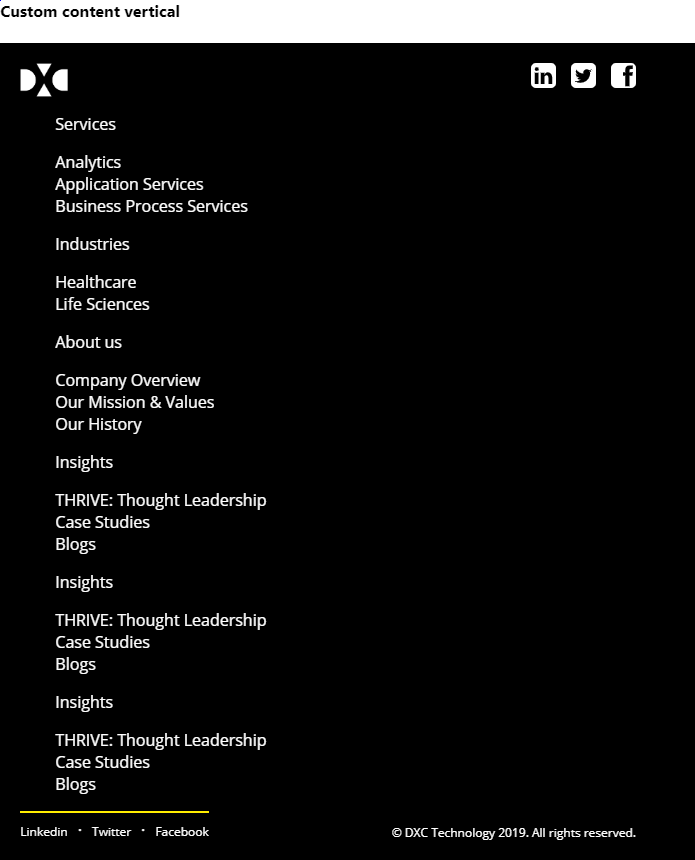 Custom content vertical
DXC
Services
Analytics
Application Services
Business Process Services
Industries
Healthcare
Life Sciences
About us
Company Overview
Our Mission & Values
Our History
Insights
THRIVE: Thought Leadership
Case Studies
Blogs
Insights
THRIVE: Thought Leadership
Case Studies
Blogs
Insights
THRIVE: Thought Leadership
Case Studies
Blogs
Linkedin · Twitter · Facebook
© DXC Technology 2019. All rights reserved.